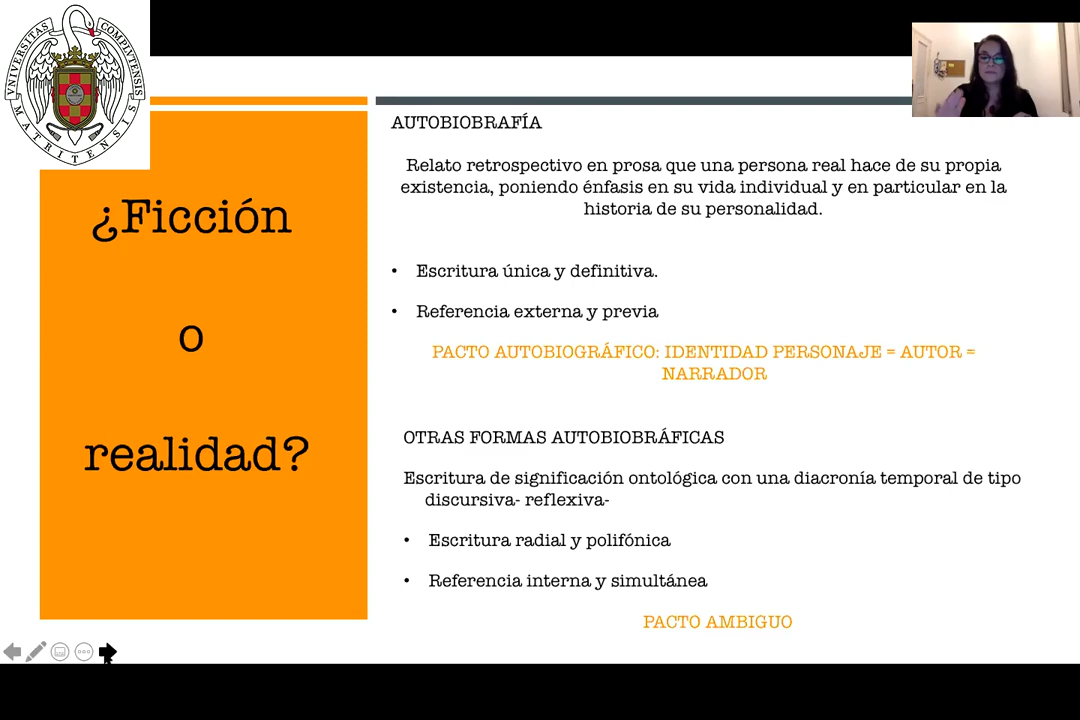 VNIVERSITAS COMPLVTENSIS
MATRITENSIS
¿Ficción
o
realidad?
AUTOBIOBRAFÍA
Relato retrospectivo en prosa que una persona real hace de su propia
existencia, poniendo énfasis en su vida individual y en particular en la
historia de su personalidad.
• Escritura única y definitiva.
• Referencia externa y previa
PACTO AUTOBIOGRÁFICO: IDENTIDAD PERSONAJE = AUTOR =
NARRADOR
OTRAS FORMAS AUTOBIOBRÁFICAS
Escritura de significación ontológica con una diacronía temporal de tipo
discursiva- reflexiva-
• Escritura radial y polifónica
• Referencia interna y simultánea
PACTO AMBIGUO